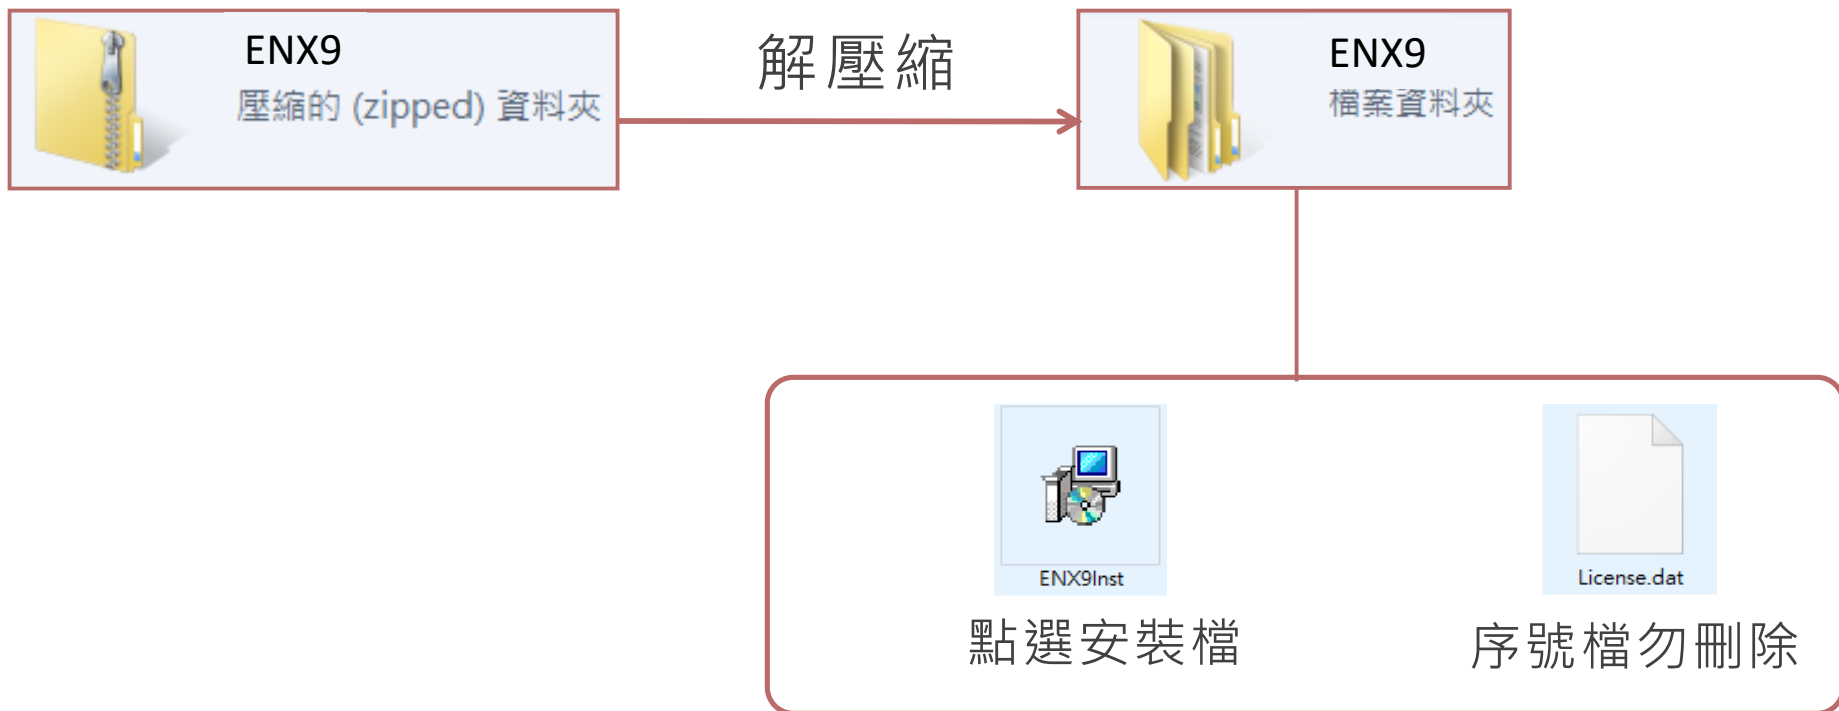 ENX9
壓縮的 (zipped) 資料夾
解壓縮
ENX9
檔案資料夾
ENX9Inst
點選安裝檔
License.dat
序號檔勿刪除